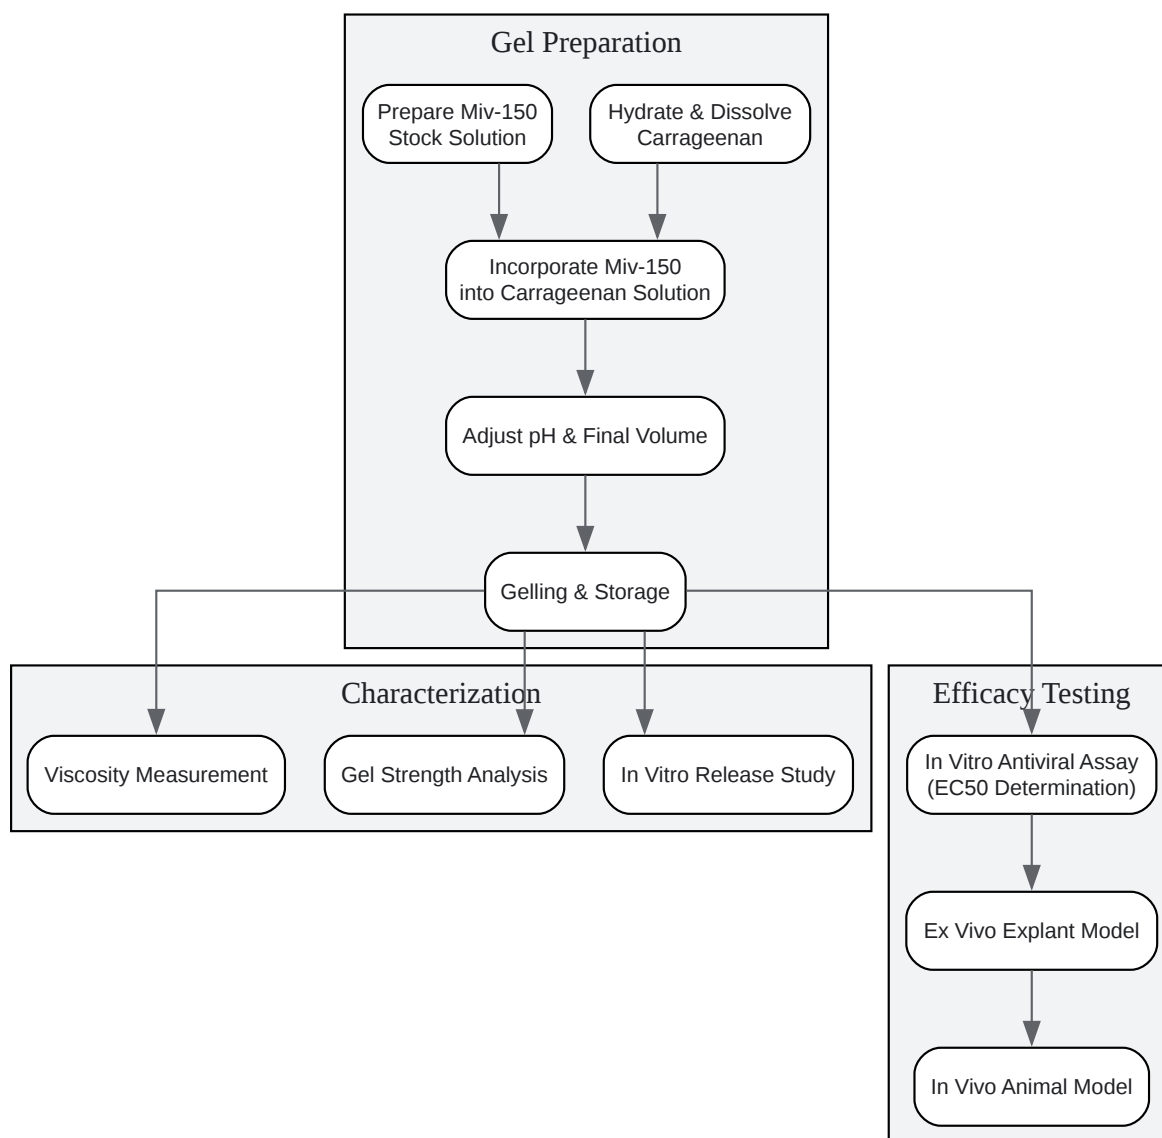 Gel Preparation
Prepare Miv-150
Stock Solution
Hydrate & Dissolve
Carrageenan
Incorporate Miv-150
into Carrageenan Solution
Adjust pH & Final Volume
Gelling & Storage
Characterization
Viscosity Measurement
Gel Strength Analysis
In Vitro Release Study
Efficacy Testing
In Vitro Antiviral Assay
(EC50 Determination)
Ex Vivo Explant Model
In Vivo Animal Model